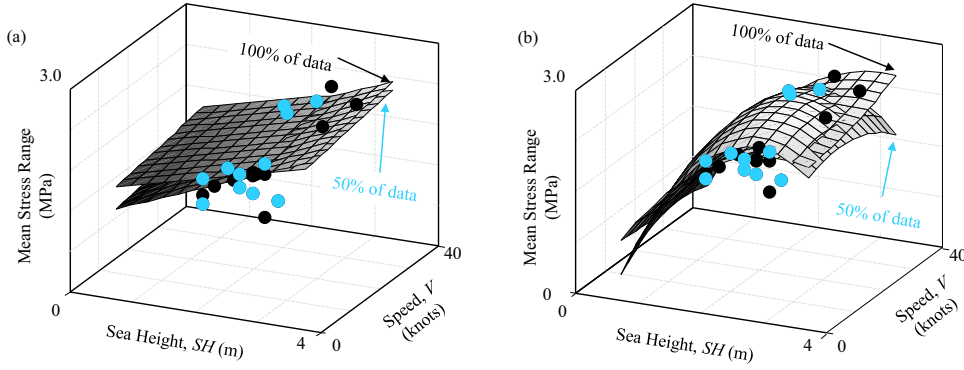 (a)
100% of data
3.0
Mean Stress Range
(MPa)
50% of data
0
40
Speed, V
(knots)
Sea Height, SH (m)
4
0
(b)
100% of data
3.0
Mean Stress Range
(MPa)
50% of data
0
40
Speed, V
(knots)
0
Sea Height, SH (m)
4
0